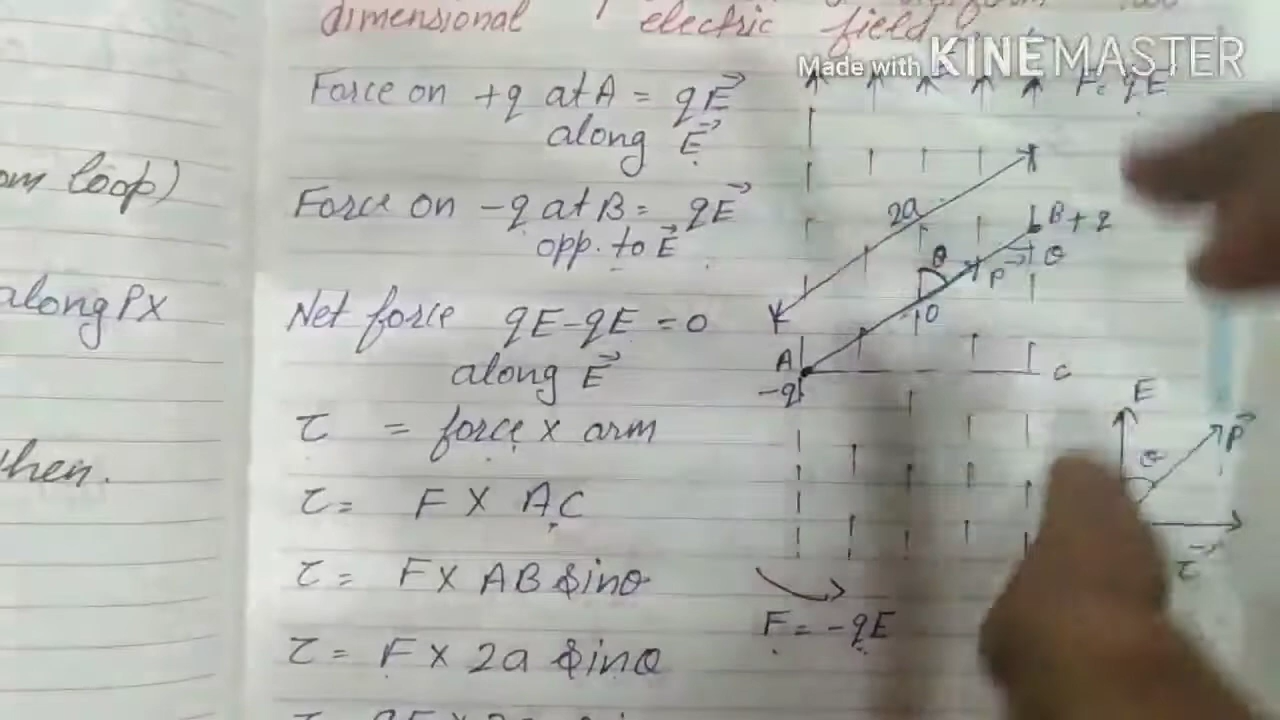 dimensional electric field
Made with KINEMASTER
Force on +q at A = qE⃗
along E⃗
Force on -q at B = qE⃗
opp. to E⃗
Net force qE-qE = 0
along E⃗
τ = force x arm
τ = F X AC
τ = F X AB sinθ
τ = F X 2a sinθ
om loop)
along PX
then.
F = qE
2a
B+q
θ
P⃗
θ
O
A
-q
C
E⃗
P⃗
θ
τ
F = -qE